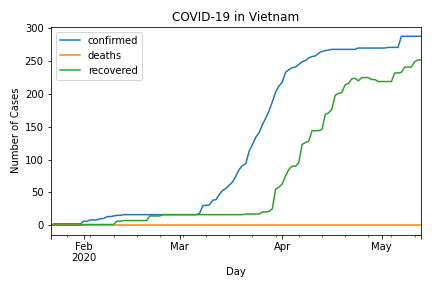 COVID-19 in Vietnam
confirmed
deaths
recovered
Number of Cases
300
250
200
150
100
50
0
Feb
2020
Mar
Apr
May
Day